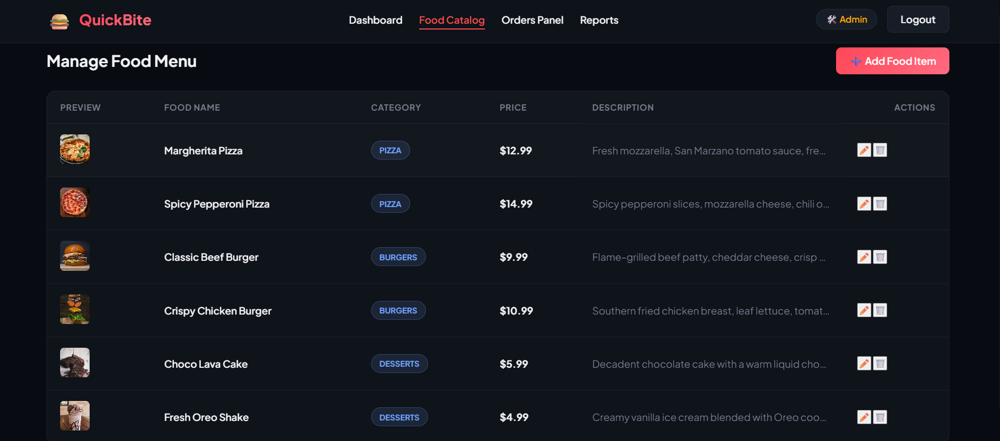 QuickBite
Dashboard Food Catalog Orders Panel Reports
Admin Logout
Manage Food Menu
Add Food Item
PREVIEW FOOD NAME CATEGORY PRICE DESCRIPTION ACTIONS
Margherita Pizza PIZZA $12.99 Fresh mozzarella, San Marzano tomato sauce, fre...
Spicy Pepperoni Pizza PIZZA $14.99 Spicy pepperoni slices, mozzarella cheese, chili o...
Classic Beef Burger BURGERS $9.99 Flame-grilled beef patty, cheddar cheese, crisp ...
Crispy Chicken Burger BURGERS $10.99 Southern fried chicken breast, leaf lettuce, tomat...
Choco Lava Cake DESSERTS $5.99 Decadent chocolate cake with a warm liquid cho...
Fresh Oreo Shake DESSERTS $4.99 Creamy vanilla ice cream blended with Oreo coo...